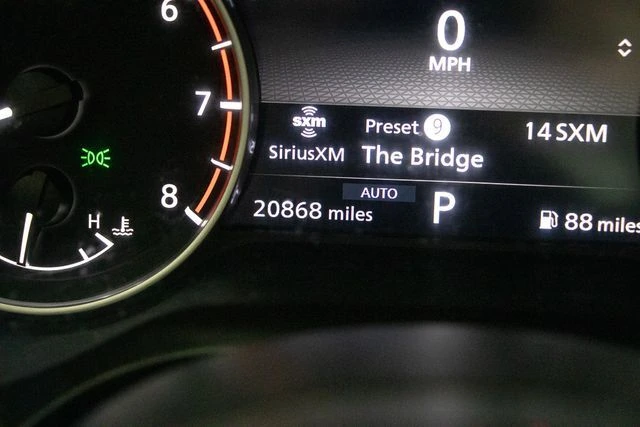 6
7
8
H
0
MPH
sxm
SiriusXM
Preset 9
14 SXM
The Bridge
AUTO
20868 miles
P
88 miles